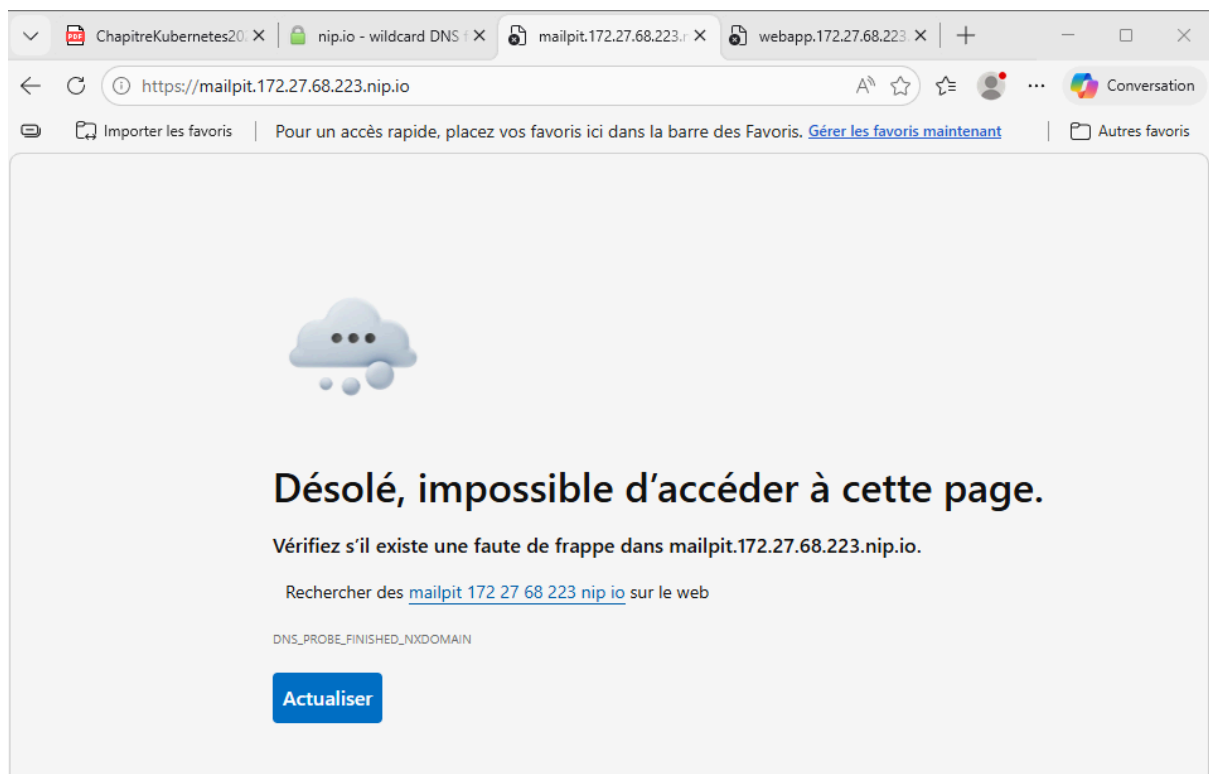 ChapitreKubernetes20 nip.io - wildcard DNS f mailpit.172.27.68.223.n webapp.172.27.68.223
https://mailpit.172.27.68.223.nip.io Conversation
Importer les favoris Pour un accès rapide, placez vos favoris ici dans la barre des Favoris. Gérer les favoris maintenant Autres favoris
Désolé, impossible d’accéder à cette page.
Vérifiez s’il existe une faute de frappe dans mailpit.172.27.68.223.nip.io.
Rechercher des mailpit 172 27 68 223 nip io sur le web
DNS_PROBE_FINISHED_NXDOMAIN
Actualiser